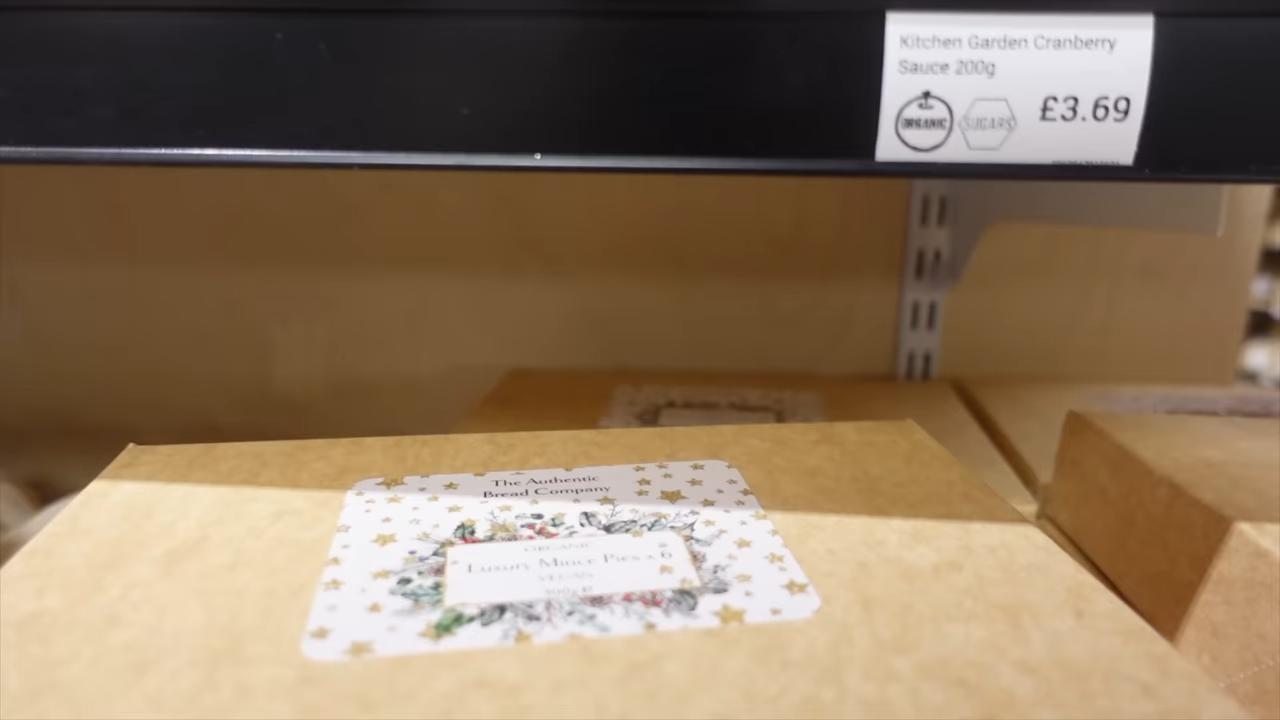 Kitchen Garden Cranberry
Sauce 200g
ORGANIC
SUGARS
£3.69
The Authentic
Bread Company
ORGANIC
Luxury Mince Pies x 6
VEGAN